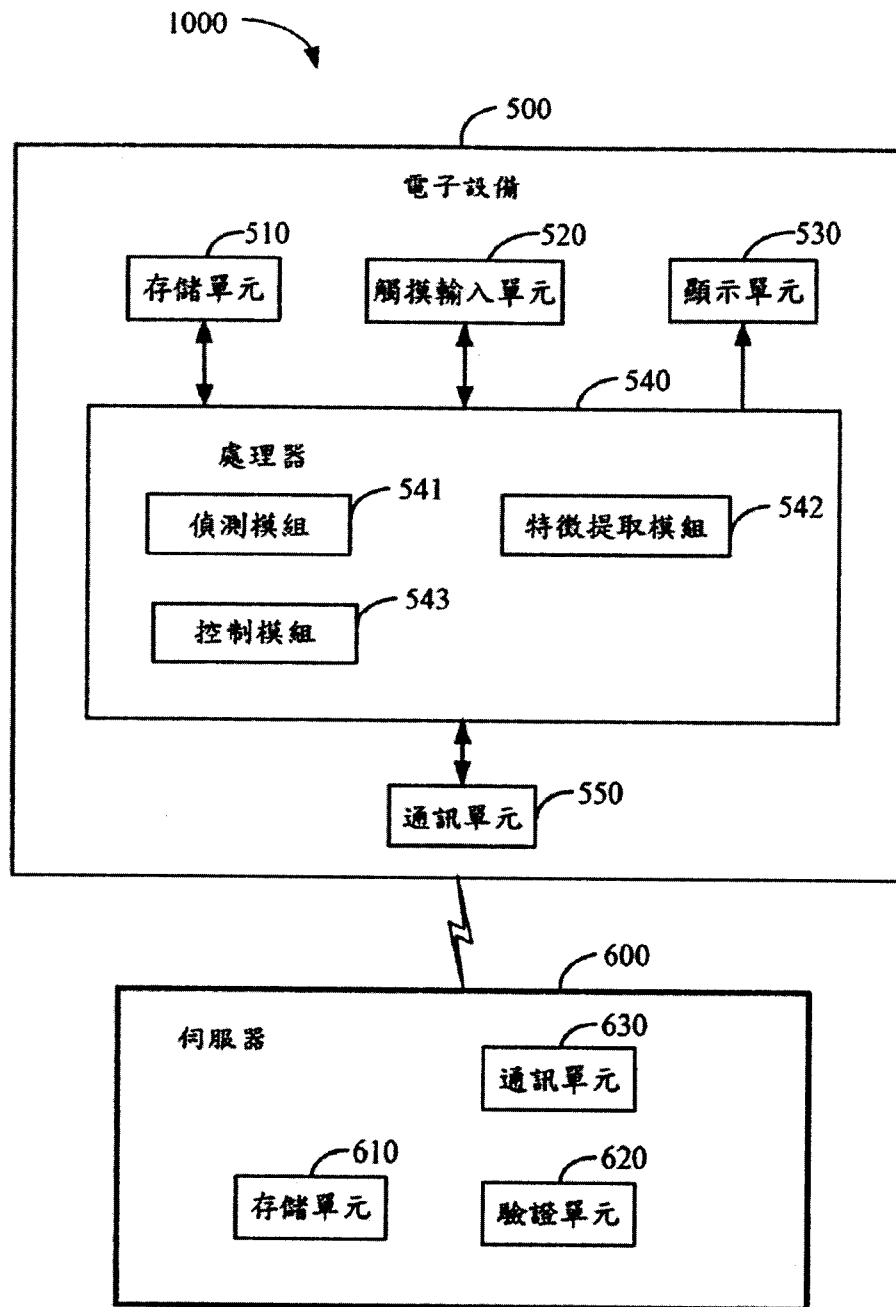 1000
500
電子設備
510
520
530
存儲單元
觸摸輸入單元
顯示單元
540
處理器
541
542
偵測模組
特徵提取模組
543
控制模組
550
通訊單元
600
伺服器
630
通訊單元
610
620
存儲單元
驗證單元